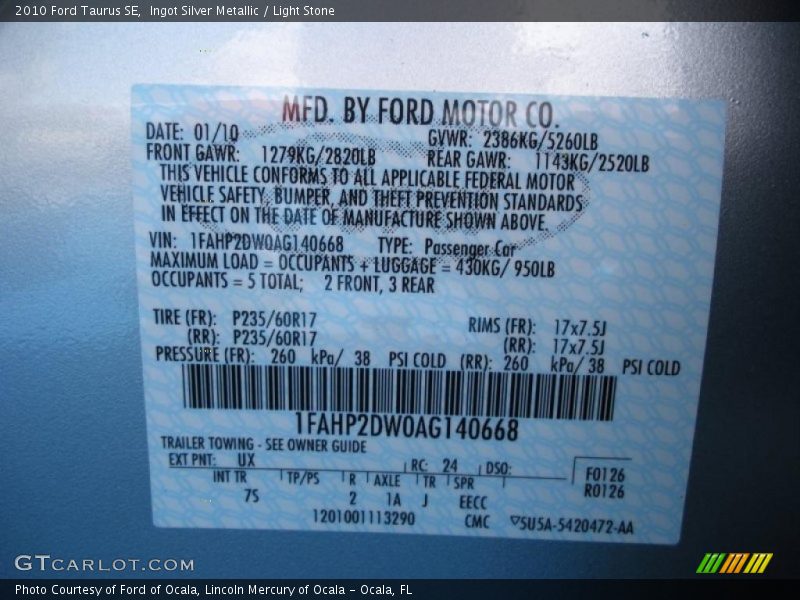 2010 Ford Taurus SE, Ingot Silver Metallic / Light Stone
MFD. BY FORD MOTOR CO.
DATE: 01/10 GVWR: 2386KG/5260LB
FRONT GAWR: 1279KG/2820LB REAR GAWR: 1143KG/2520LB
THIS VEHICLE CONFORMS TO ALL APPLICABLE FEDERAL MOTOR
VEHICLE SAFETY, BUMPER, AND THEFT PREVENTION STANDARDS
IN EFFECT ON THE DATE OF MANUFACTURE SHOWN ABOVE.
VIN: 1FAHP2DW0AG140668 TYPE: Passenger Car
MAXIMUM LOAD = OCCUPANTS + LUGGAGE = 430KG/ 950LB
OCCUPANTS = 5 TOTAL; 2 FRONT, 3 REAR
TIRE (FR): P235/60R17 RIMS (FR): 17x7.5J
(RR): P235/60R17 (RR): 17x7.5J
PRESSURE (FR): 260 kPa/ 38 PSI COLD (RR): 260 kPa/ 38 PSI COLD
1FAHP2DW0AG140668
TRAILER TOWING - SEE OWNER GUIDE
EXT PNT: UX RC: 24 DSO: F0126
INT TR TP/PS R AXLE TR SPR R0126
7S 2 1A J EECC
1201001113290 CMC ▽5U5A-5420472-AA
GTCARLOT.COM
Photo Courtesy of Ford of Ocala, Lincoln Mercury of Ocala – Ocala, FL